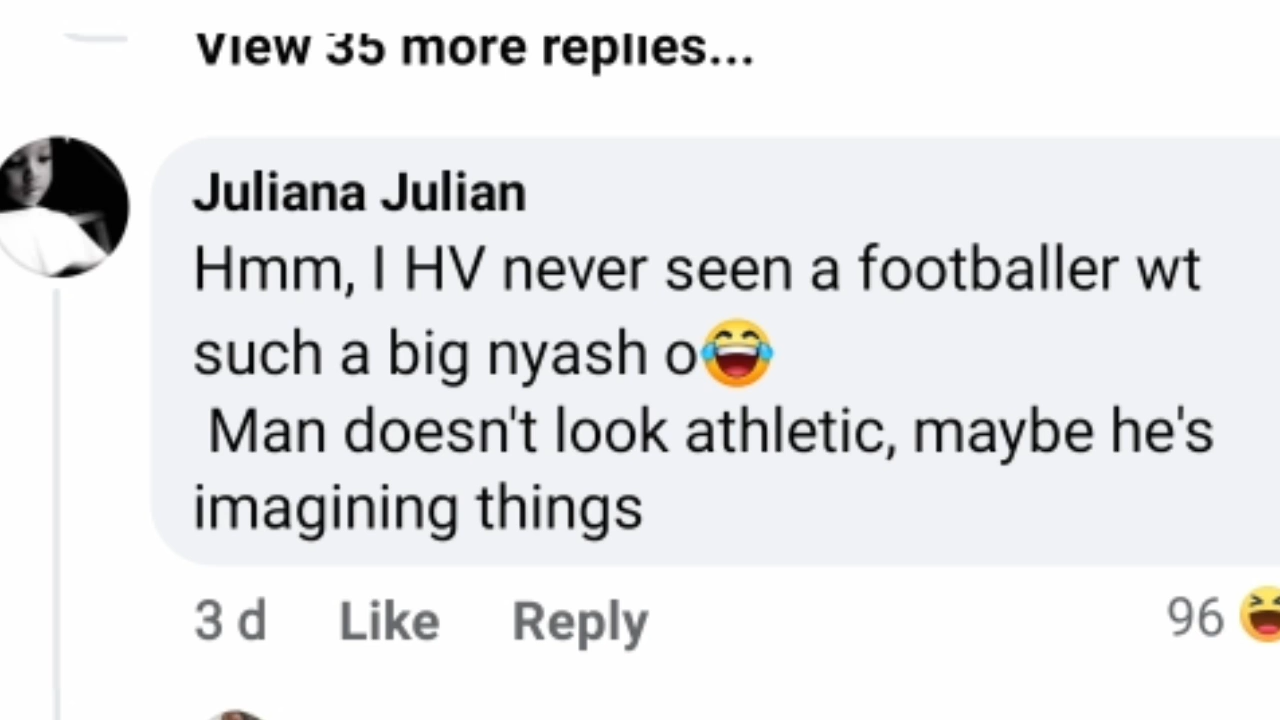 View 35 more replies...
Juliana Julian
Hmm, I HV never seen a footballer wt
such a big nyash o😂
Man doesn't look athletic, maybe he's
imagining things
3 d Like Reply 96 😆